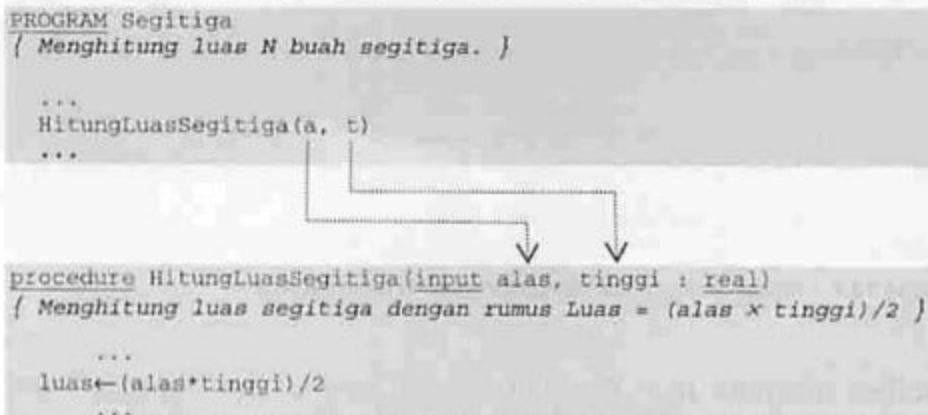 PROGRAM Segitiga
{ Menghitung luas N buah segitiga. }
...
HitungLuasSegitiga(a, t)
...
procedure HitungLuasSegitiga(input alas, tinggi : real)
{ Menghitung luas segitiga dengan rumus Luas = (alas × tinggi)/2 }
...
luas←(alas*tinggi)/2
...